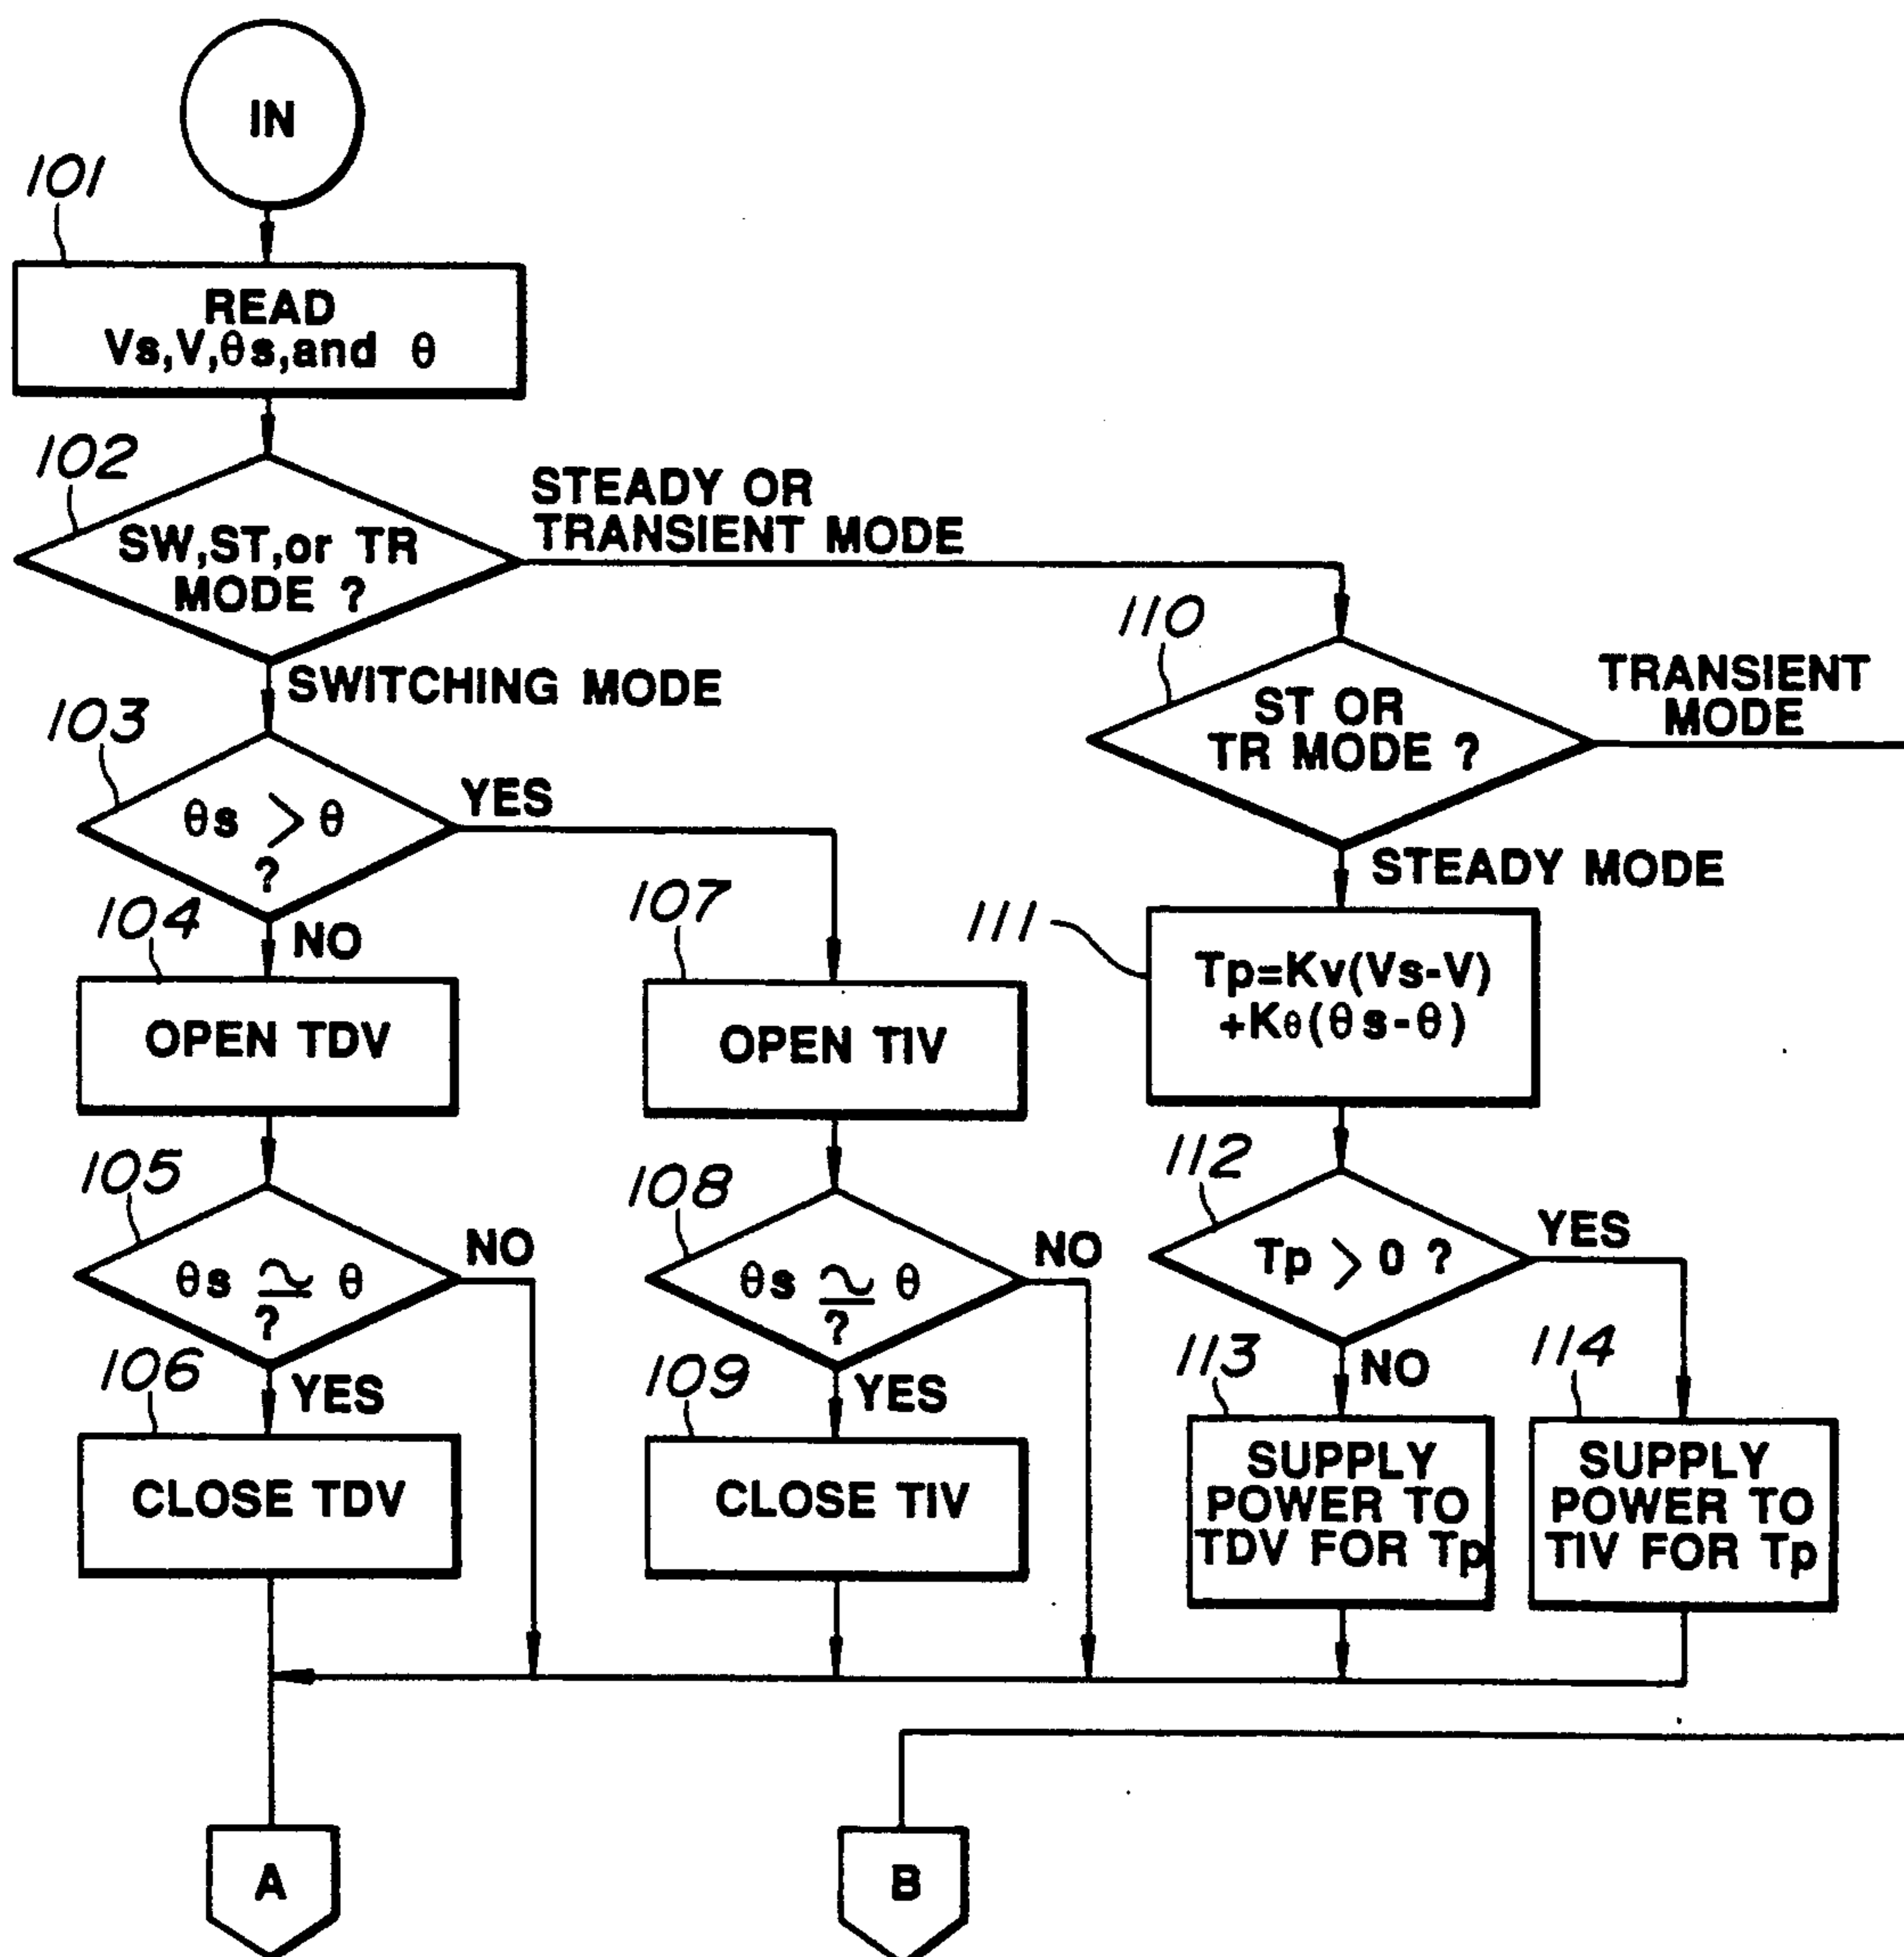 IN
101
READ
Vs,V,θs,and θ
102
SW,ST,or TR
MODE ?
STEADY OR
TRANSIENT MODE
SWITCHING MODE
103
θs > θ
?
YES
NO
104
OPEN TDV
105
θs ≃ θ
?
NO
YES
106
CLOSE TDV
107
OPEN TIV
108
θs ≃ θ
?
NO
YES
109
CLOSE TIV
110
ST OR
TR MODE ?
TRANSIENT
MODE
STEADY MODE
111
Tp=Kv(Vs-V)
+Kθ(θs-θ)
112
Tp > 0 ?
YES
NO
113
SUPPLY
POWER TO
TDV FOR Tp
114
SUPPLY
POWER TO
TIV FOR Tp
A
B